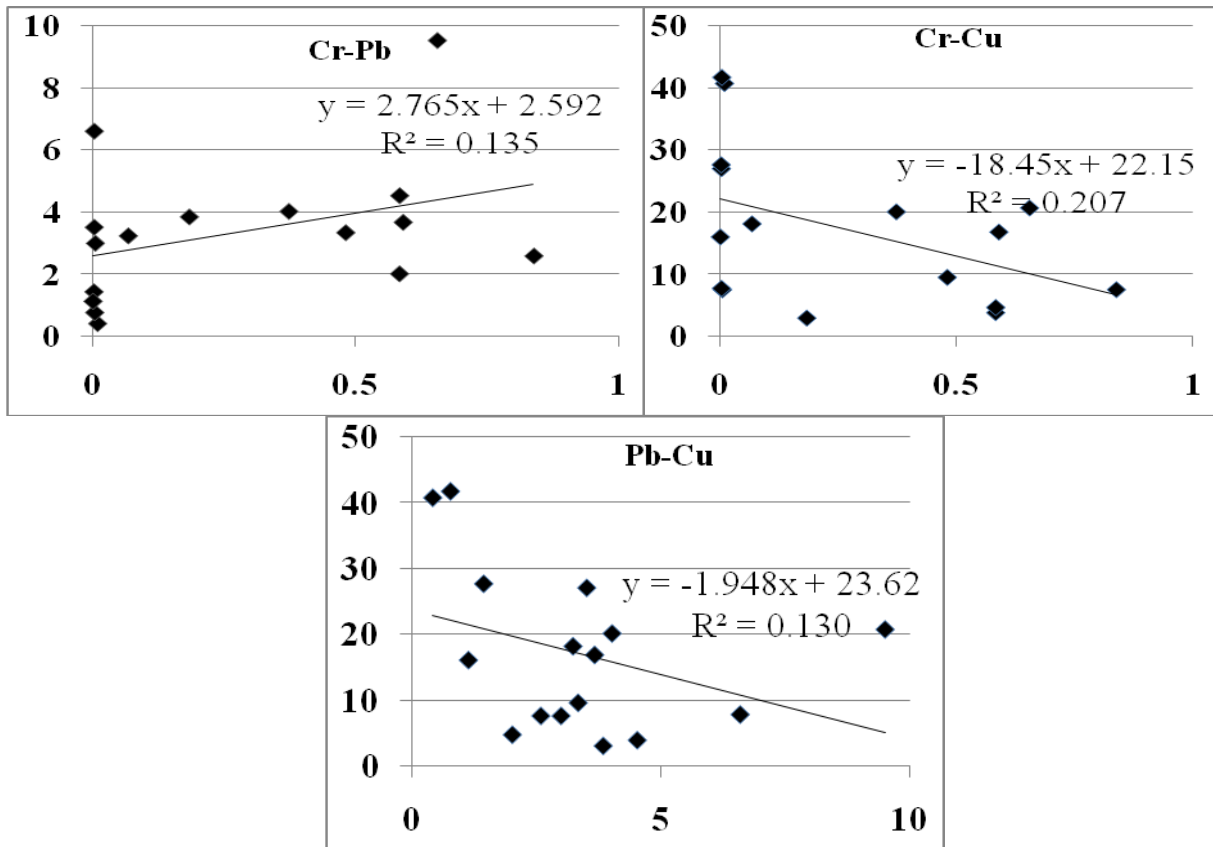 10
8
6
4
2
0
Cr-Pb
y = 2.765x + 2.592
R² = 0.135
0 0.5 1
50
40
30
20
10
0
Cr-Cu
y = -18.45x + 22.15
R² = 0.207
0 0.5 1
50
40
30
20
10
0
Pb-Cu
y = -1.948x + 23.62
R² = 0.130
0 5 10